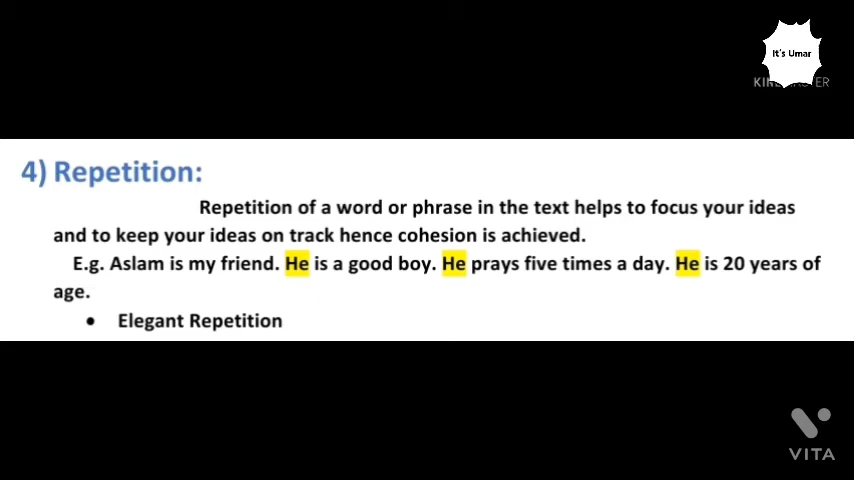 It's Umar
KINEMASTER
4) Repetition:
Repetition of a word or phrase in the text helps to focus your ideas
and to keep your ideas on track hence cohesion is achieved.
E.g. Aslam is my friend. He is a good boy. He prays five times a day. He is 20 years of
age.
• Elegant Repetition
VITA